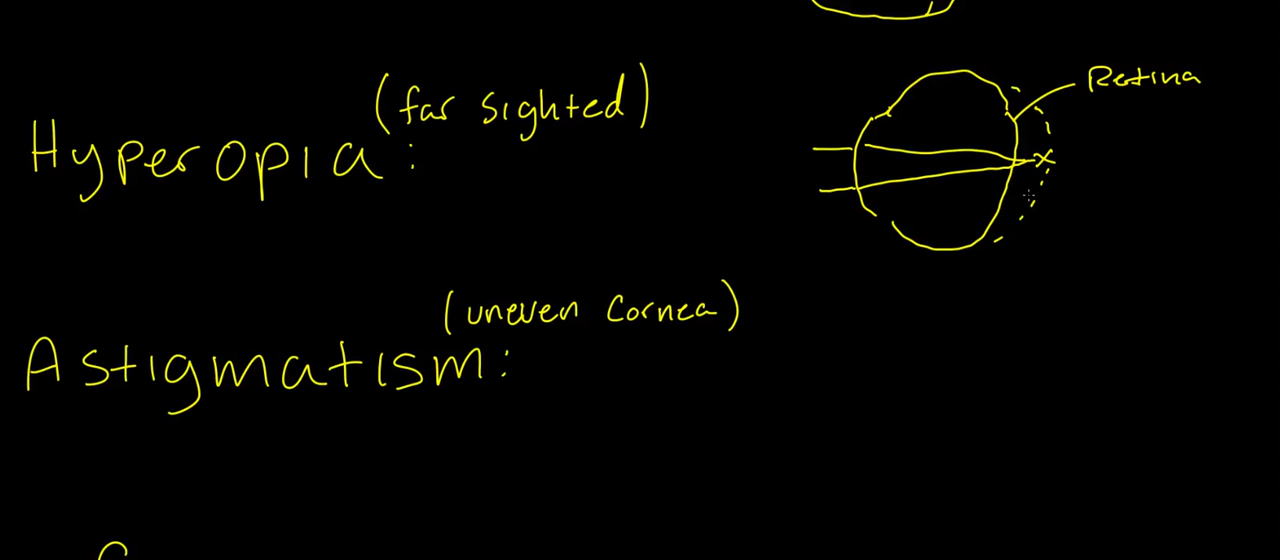 (far sighted)
Retina
Hyperopia:
(uneven Cornea)
Astigmatism: